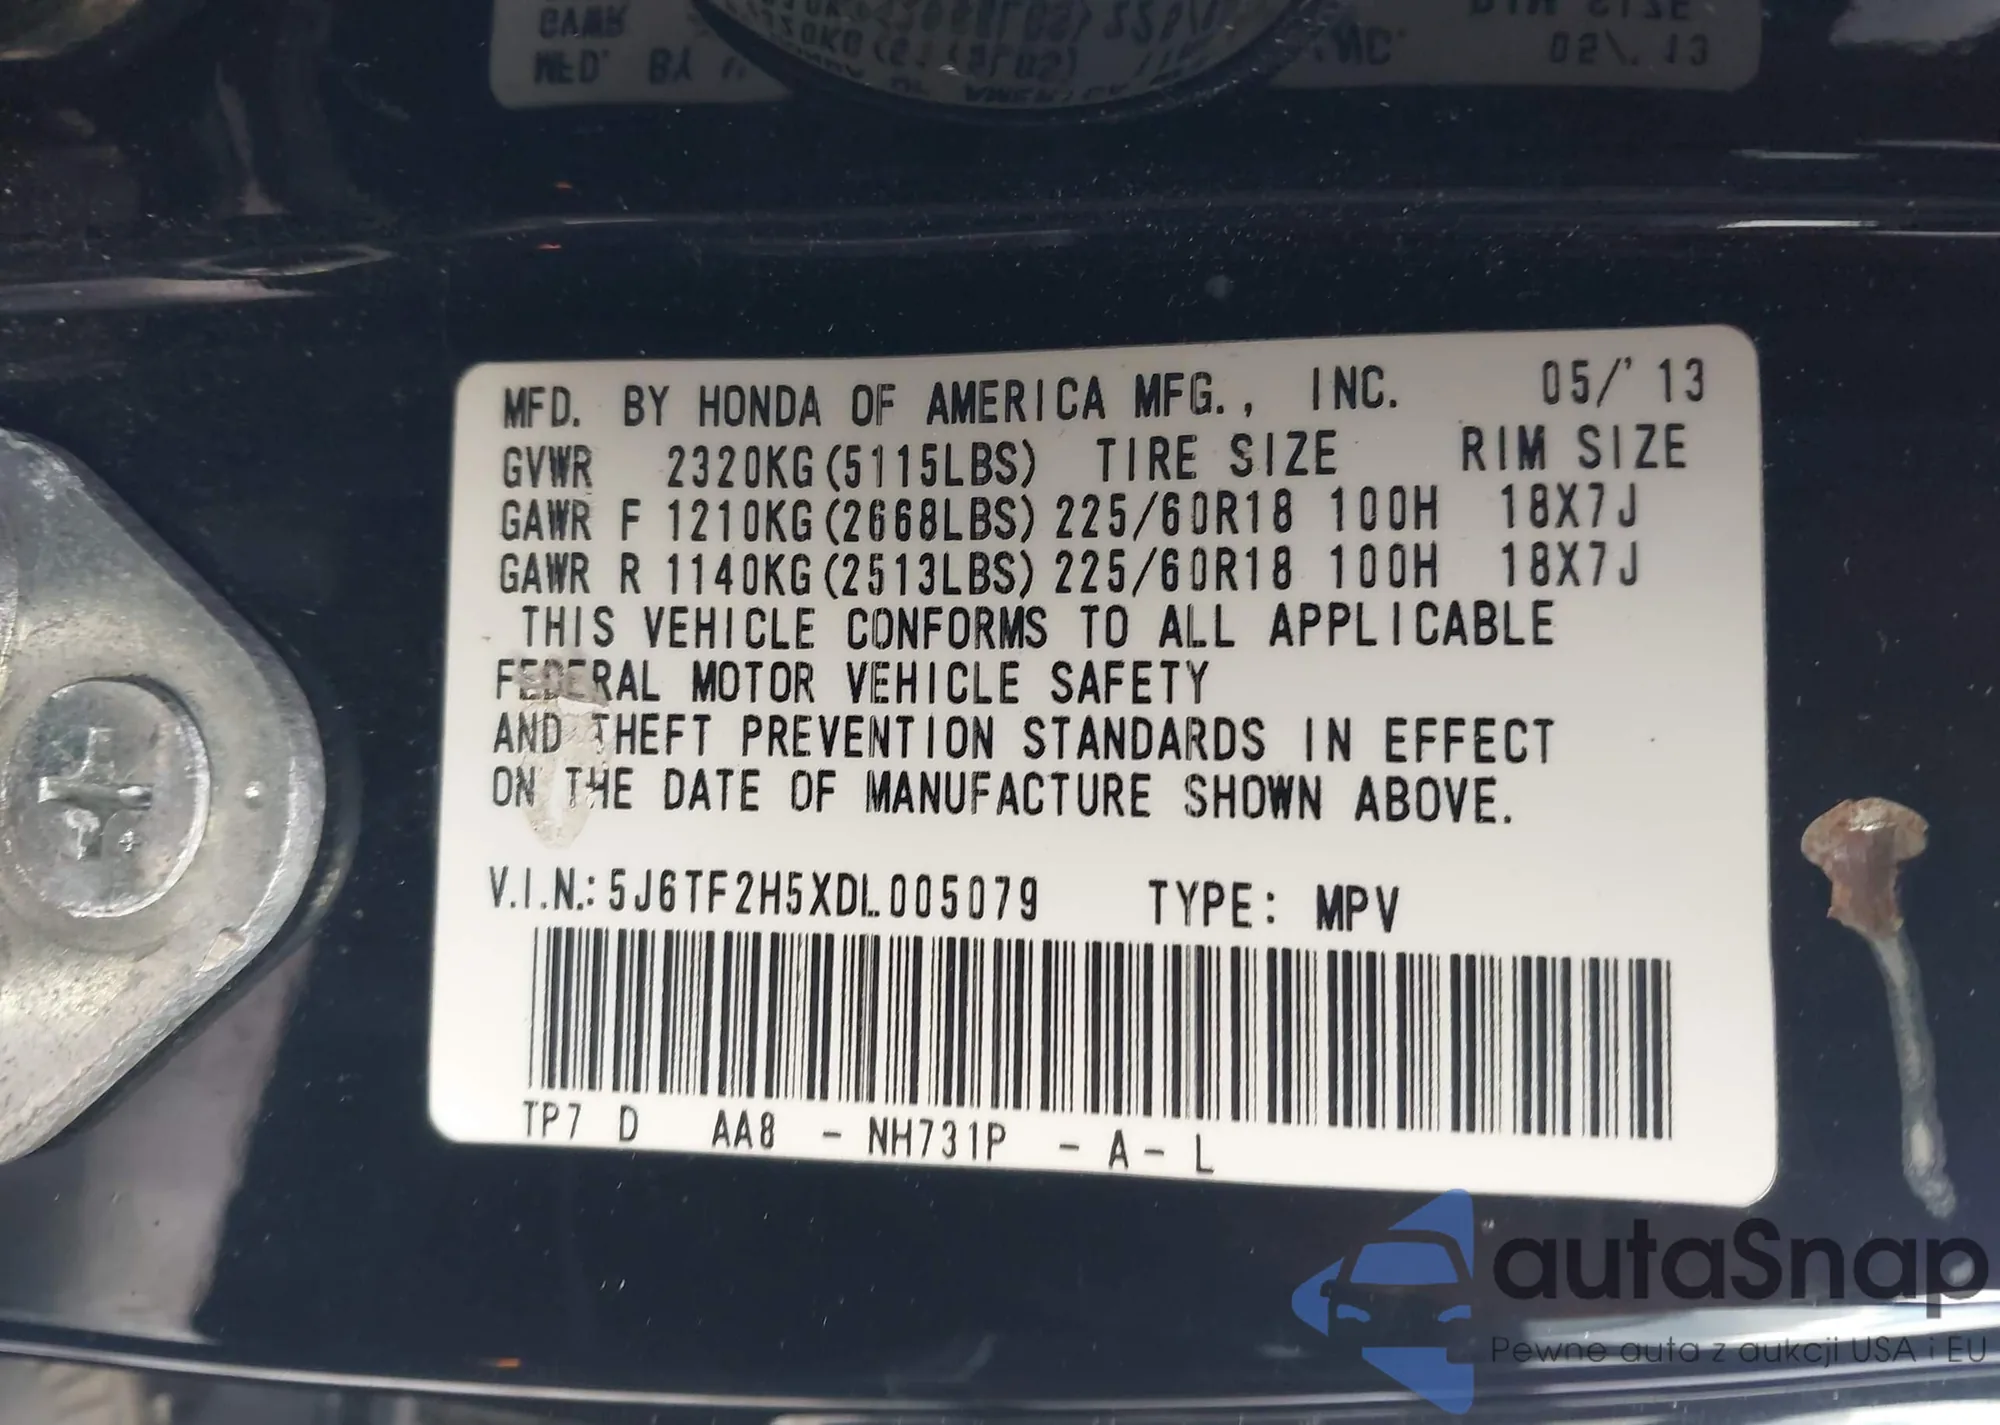 MFD. BY HONDA OF AMERICA MFG., INC. 05/'13
GVWR 2320KG(5115LBS) TIRE SIZE RIM SIZE
GAWR F 1210KG(2668LBS) 225/60R18 100H 18X7J
GAWR R 1140KG(2513LBS) 225/60R18 100H 18X7J
THIS VEHICLE CONFORMS TO ALL APPLICABLE
FEDERAL MOTOR VEHICLE SAFETY
AND THEFT PREVENTION STANDARDS IN EFFECT
ON THE DATE OF MANUFACTURE SHOWN ABOVE.
V.I.N.: 5J6TF2H5XDL005079 TYPE: MPV
TP7 D AA8 - NH731P - A - L
autaSnap
Pewne auta z aukcji USA i EU